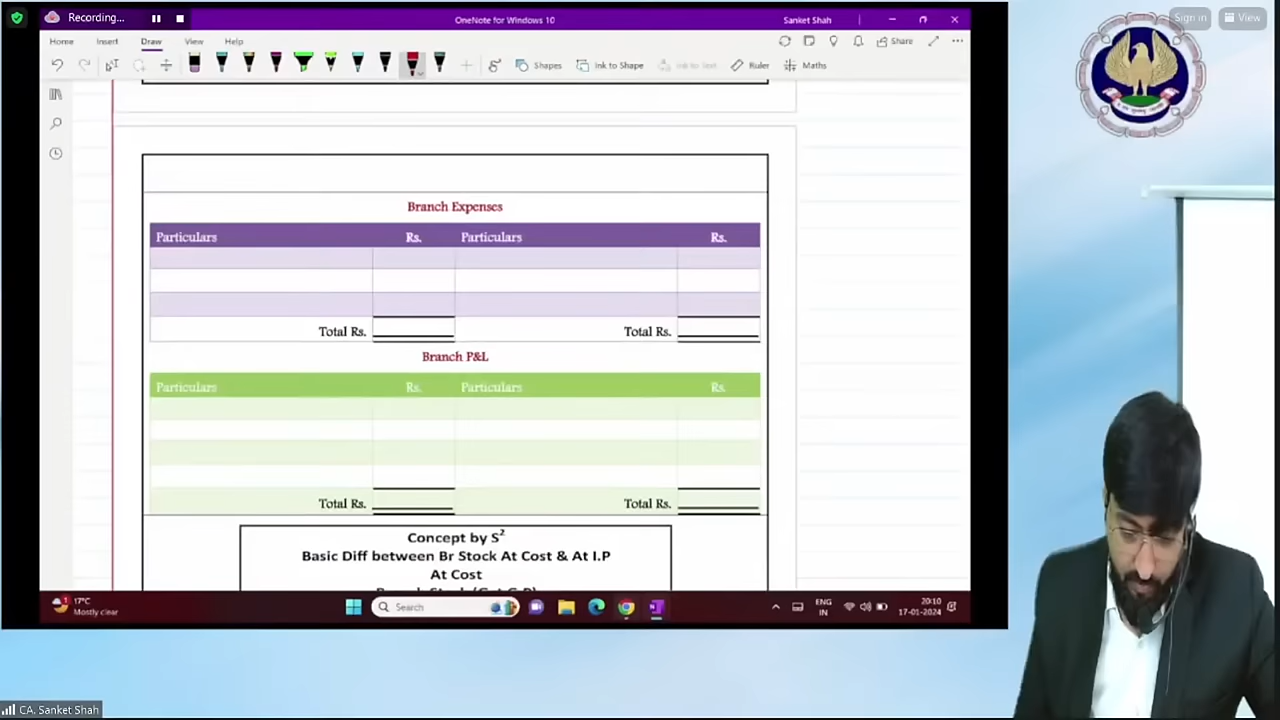 Recording...
OneNote for Windows 10
Sanket Shah
Sign in
View
Home Insert Draw View Help
Share
Shapes
Ink to Shape
Ink to Text
Ruler
Maths
Branch Expenses
Particulars Rs. Particulars Rs.
Total Rs. Total Rs.
Branch P&L
Particulars Rs. Particulars Rs.
Total Rs. Total Rs.
Concept by S²
Basic Diff between Br Stock At Cost & At I.P
At Cost
17°C
Mostly clear
Search
ENG
IN
20:10
17-01-2024
CA. Sanket Shah